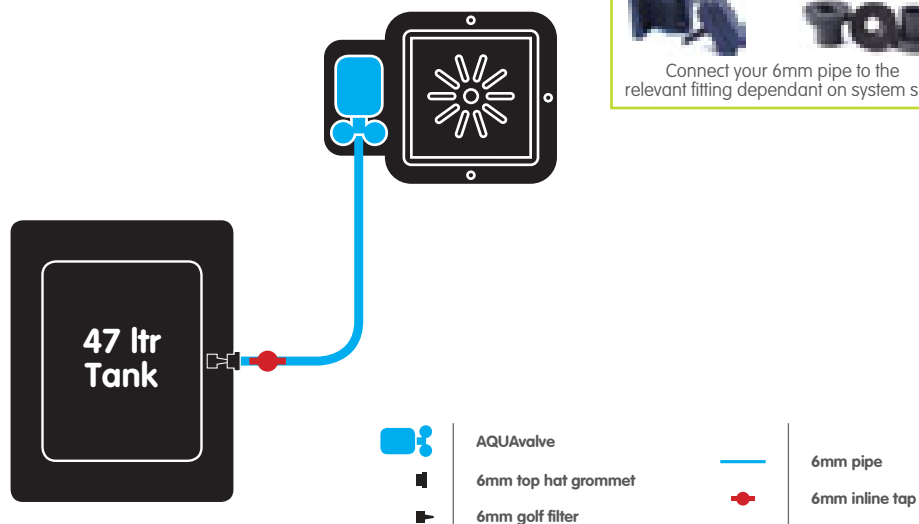 Connect your 6mm pipe to the
relevant fitting dependant on system
47 ltr
Tank
AQUAvalve
6mm top hat grommet
6mm golf filter
6mm pipe
6mm inline tap